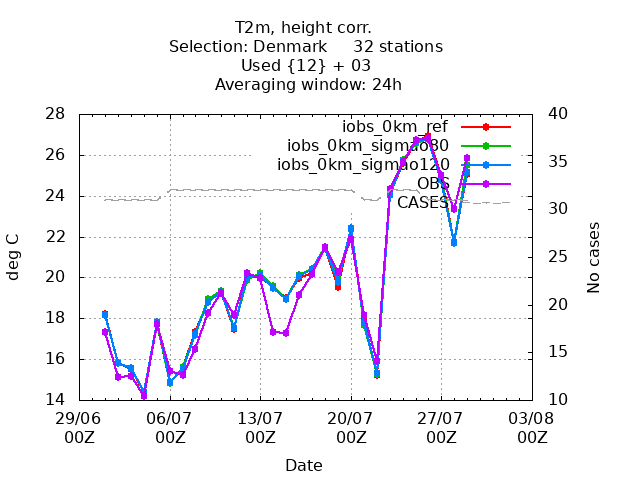 T2m, height corr.
Selection: Denmark 32 stations
Used {12} + 03
Averaging window: 24h
28 40
iobs_0km_ref
iobs_0km_sigmao80
26 35
iobs_0km_sigmao120
OBS
24 CASES 30
22
25
deg C
No cases
20
20
18
16 15
14 10
29/06 06/07 13/07 20/07 27/07 03/08
00Z 00Z 00Z 00Z 00Z 00Z
Date